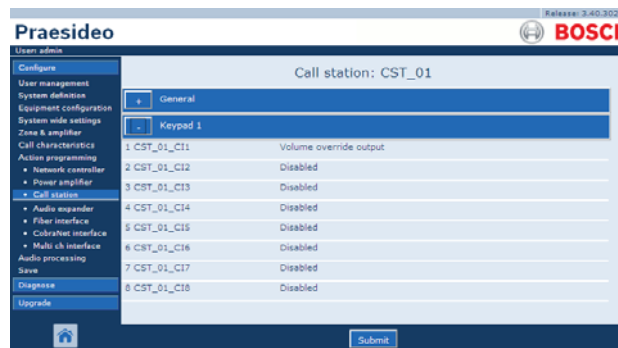 Release: 3.40.302
Praesideo
BOSCH
User: admin
Configure
User management
System definition
Equipment configuration
System wide settings
Zone & amplifier
Call characteristics
Action programming
• Network controller
• Power amplifier
• Call station
• Audio expander
• Fiber interface
• CobraNet interface
• Multi ch interface
Audio processing
Save
Diagnose
Upgrade
Call station: CST_01
+ General
- Keypad 1
1 CST_01_CI1 Volume override output
2 CST_01_CI2 Disabled
3 CST_01_CI3 Disabled
4 CST_01_CI4 Disabled
5 CST_01_CI5 Disabled
6 CST_01_CI6 Disabled
7 CST_01_CI7 Disabled
8 CST_01_CI8 Disabled
Submit